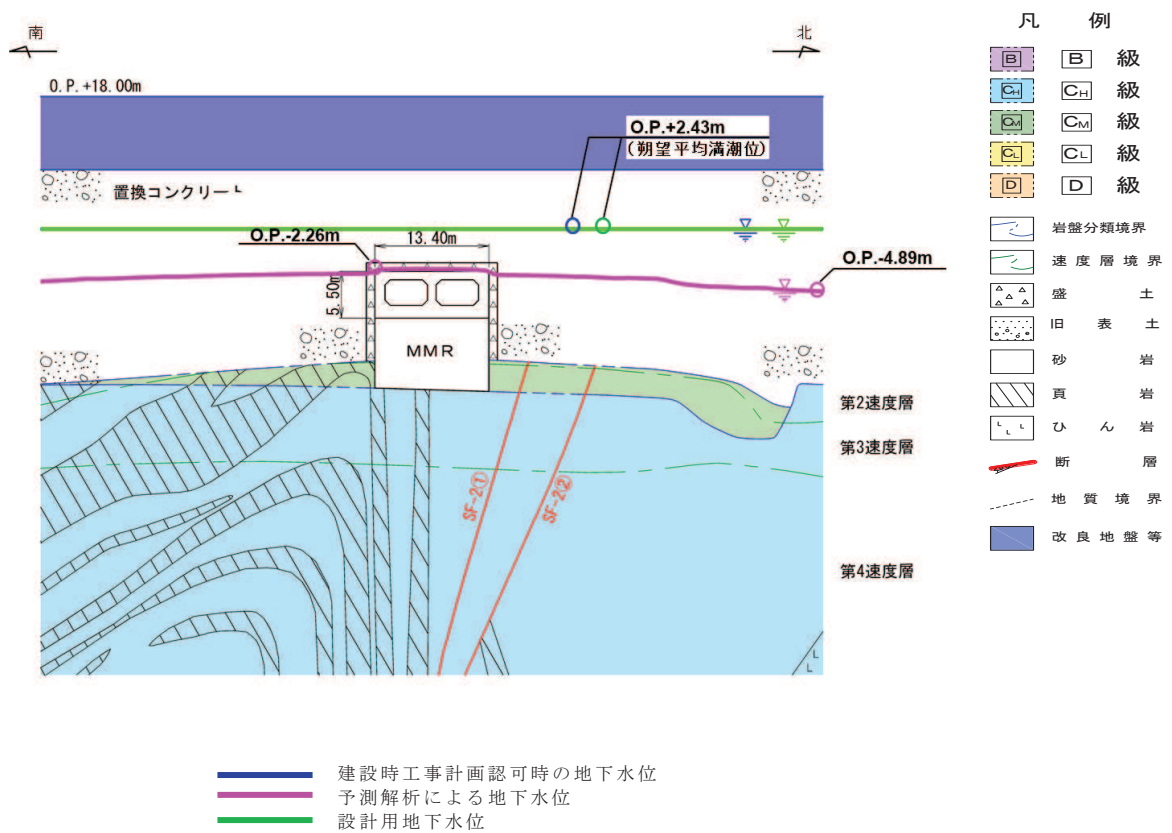 南
北
O.P.+18.00m
O.P.+2.43m
(朔望平均満潮位)
置換コンクリート
O.P.-2.26m
13.40m
O.P.-4.89m
5.50m
MMR
第2速度層
第3速度層
SF-2①
SF-2②
第4速度層
凡 例
B B 級
CH CH 級
CM CM 級
CL CL 級
D D 級
岩盤分類境界
速度層境界
盛 土
旧 表 土
砂 岩
頁 岩
ひ ん 岩
断 層
地 質 境 界
改 良 地 盤 等
建設時工事計画認可時の地下水位
予測解析による地下水位
設計用地下水位